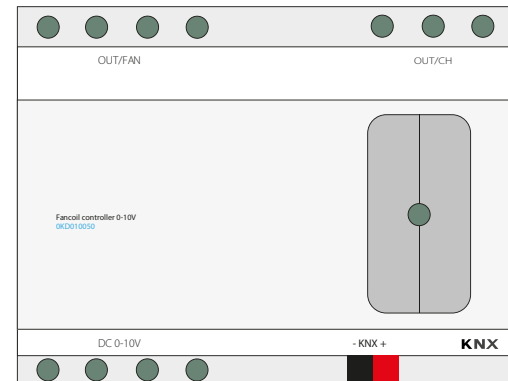 OUT/FAN
OUT/CH
Fancoil controller 0-10V
0KD010050
DC 0-10V
- KNX +
KNX